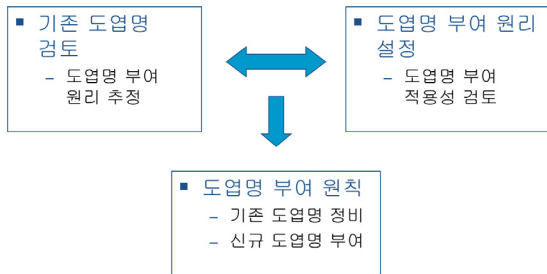 ▪ 기존 도엽명
검토
– 도엽명 부여
원리 추정
▪ 도엽명 부여 원리
설정
– 도엽명 부여
적용성 검토
▪ 도엽명 부여 원칙
– 기존 도엽명 정비
– 신규 도엽명 부여